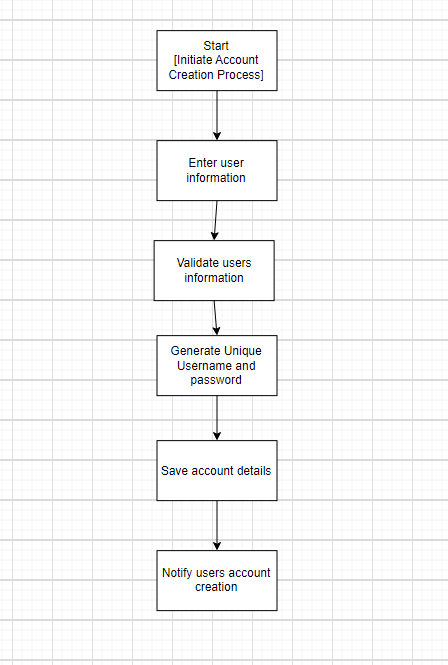 Start
[Initiate Account
Creation Process]
Enter user
information
Validate users
information
Generate Unique
Username and
password
Save account details
Notify users account
creation